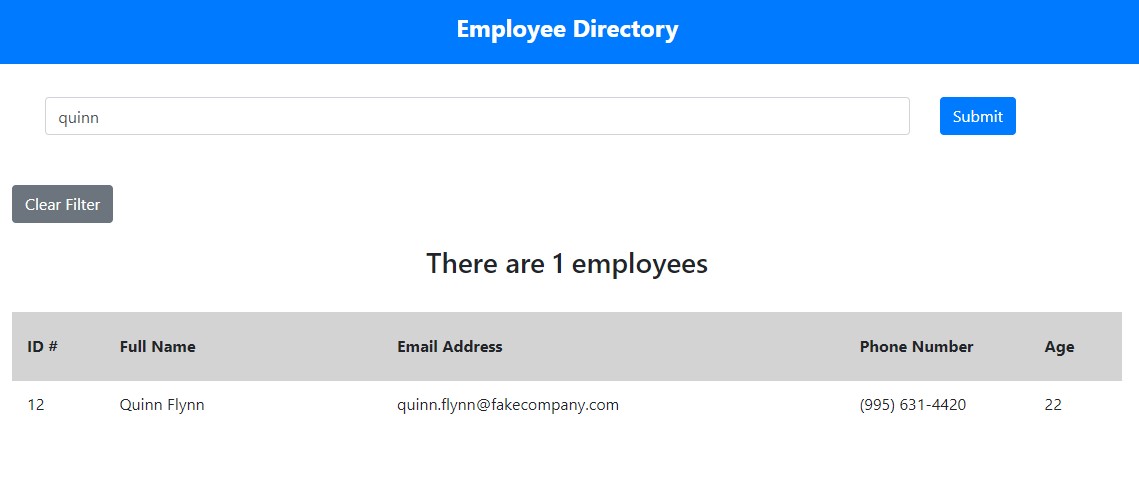 Employee Directory
quinn
Submit
Clear Filter
There are 1 employees
ID # Full Name Email Address Phone Number Age
12 Quinn Flynn quinn.flynn@fakecompany.com (995) 631-4420 22